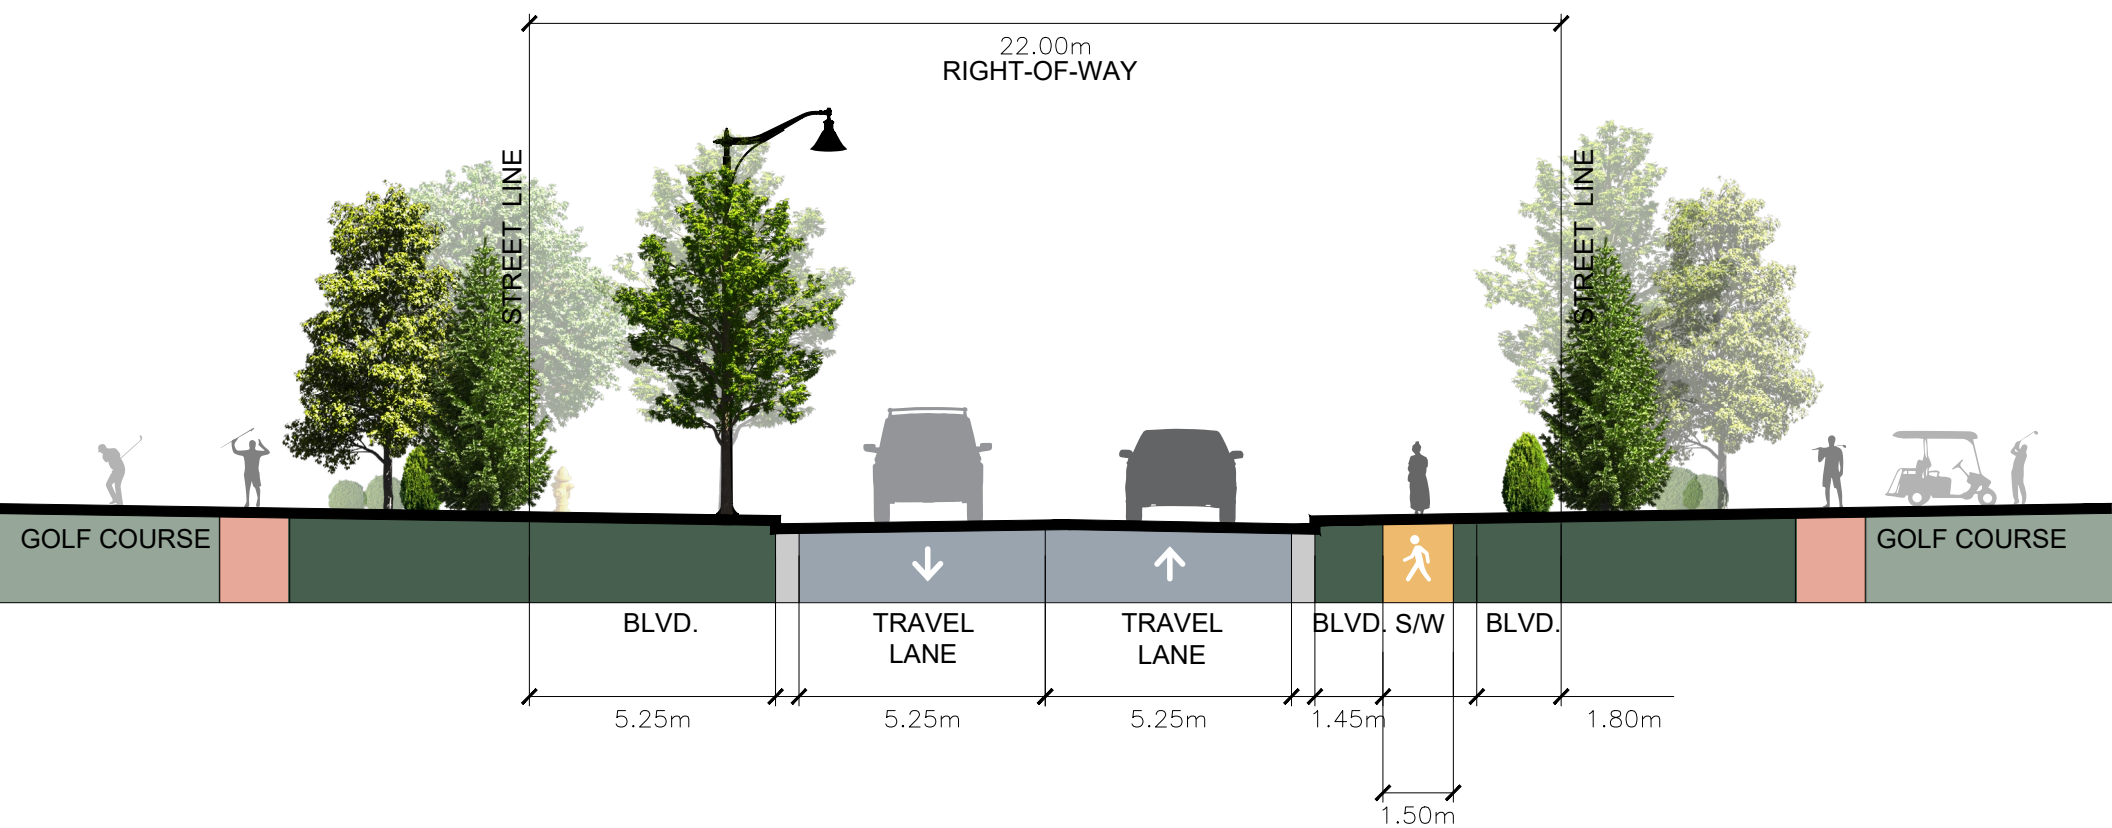 22.00m
RIGHT-OF-WAY
STREET LINE
STREET LINE
GOLF COURSE
GOLF COURSE
BLVD.
TRAVEL
LANE
TRAVEL
LANE
BLVD.
S/W
BLVD.
5.25m
5.25m
5.25m
1.45m
1.80m
1.50m